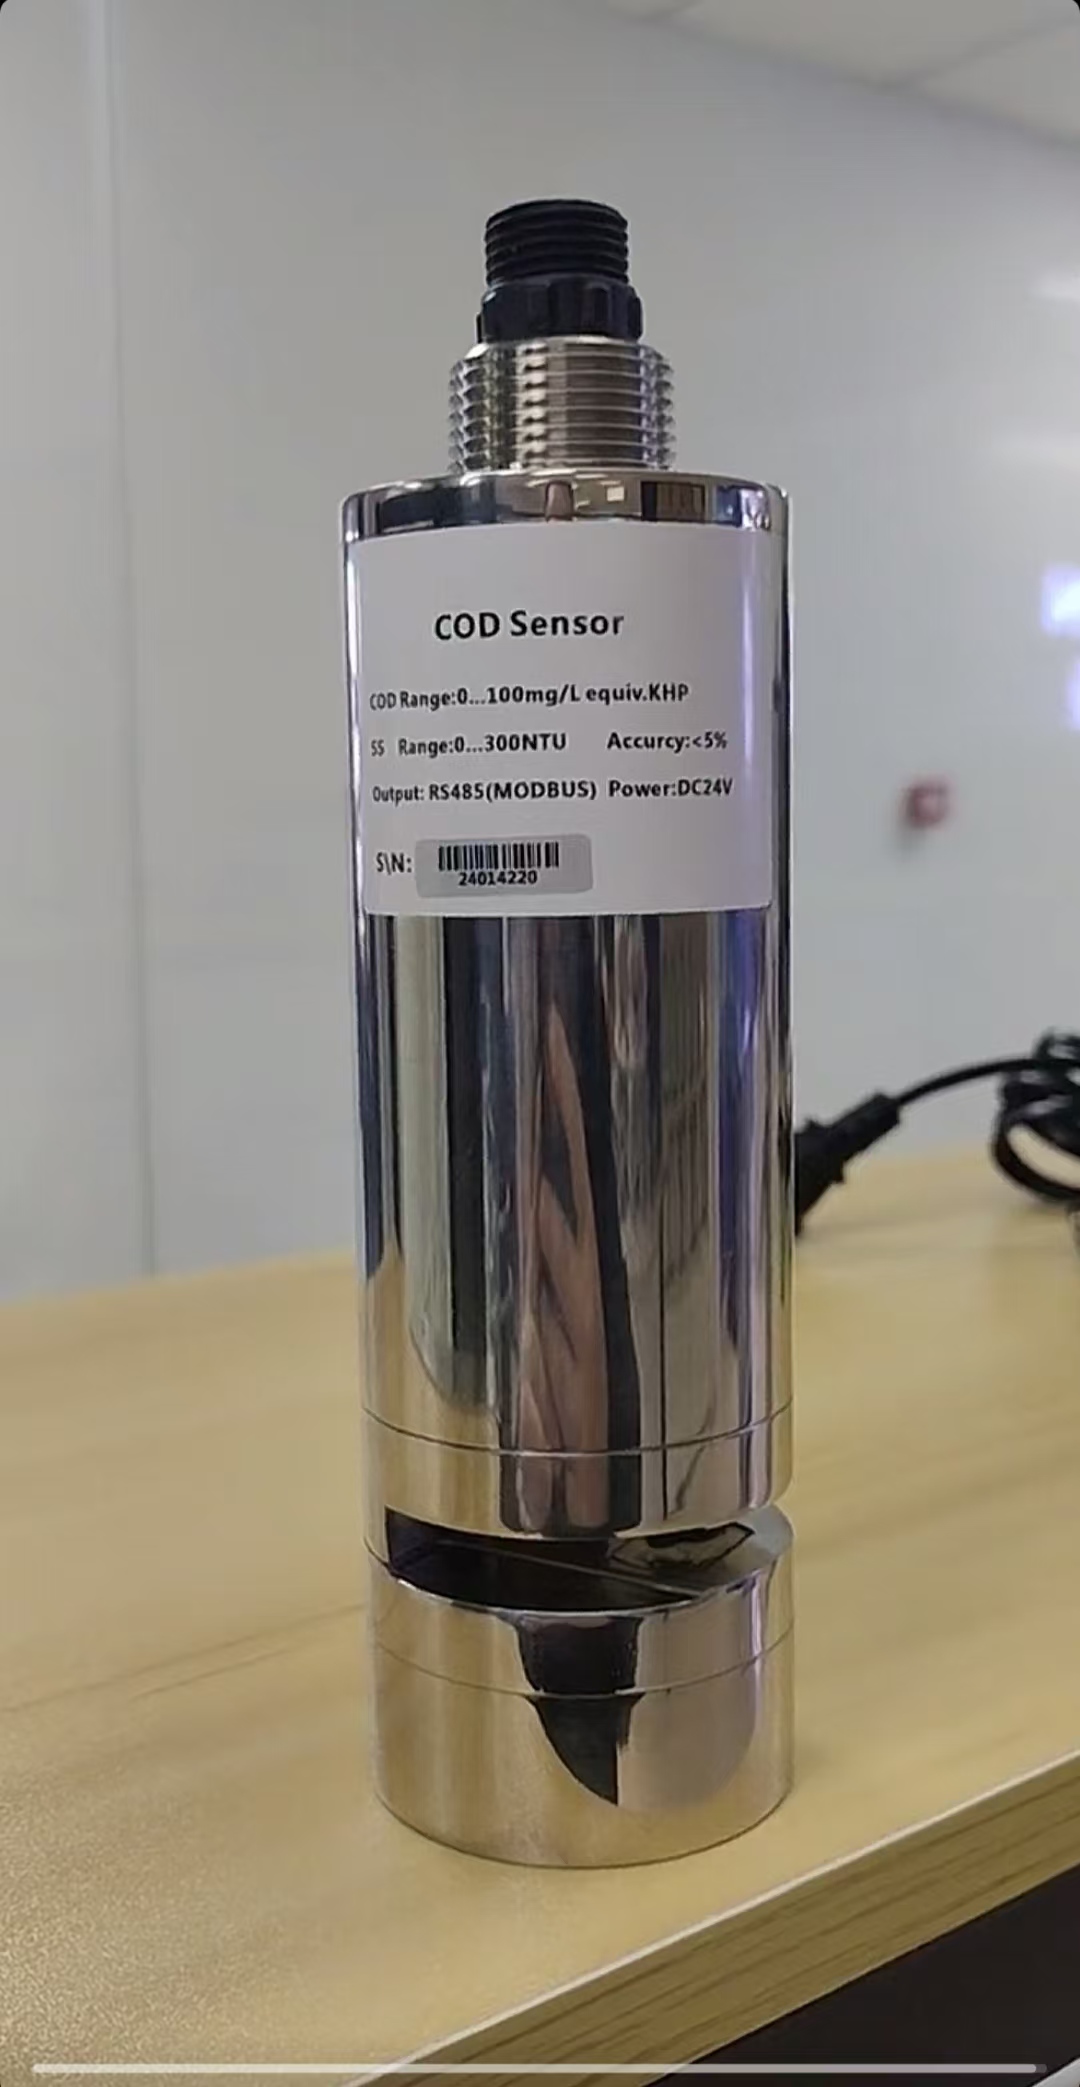 COD Sensor
COD Range:0...100mg/L equiv.KHP
SS Range:0...300NTU Accurcy:<5%
Output: RS485(MODBUS) Power:DC24V
S\N:
24014220